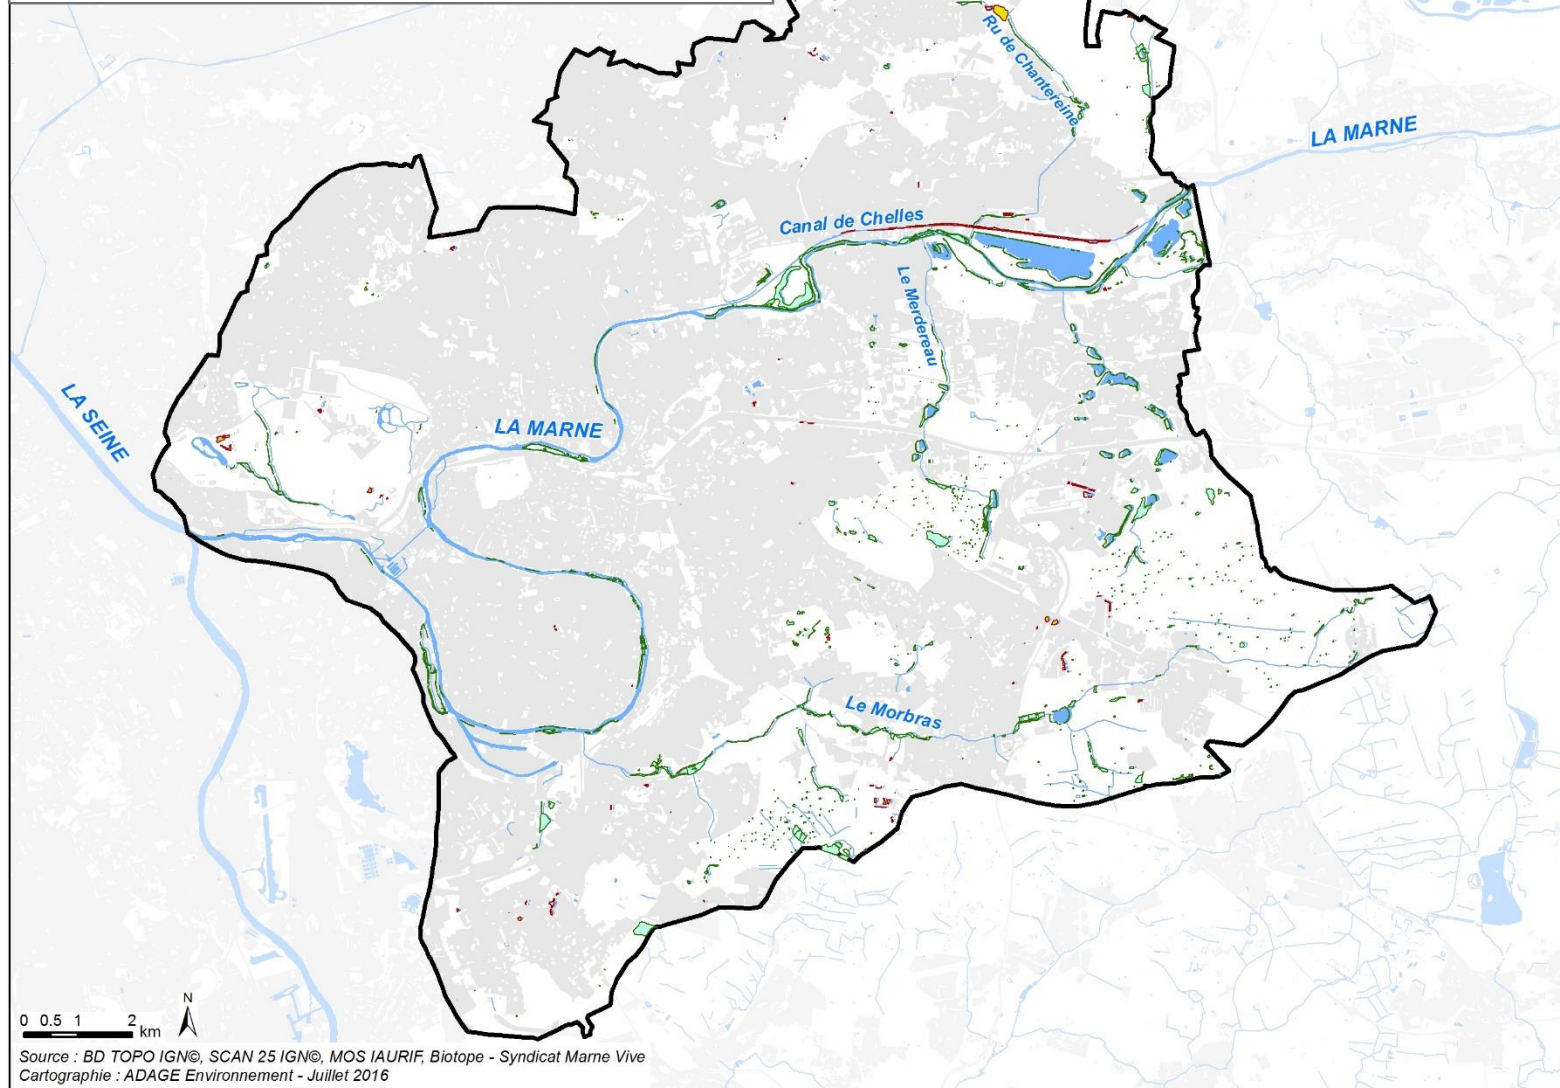 Ru de Chantereine
LA MARNE
Canal de Chelles
Le Merdereau
LA SEINE
LA MARNE
Le Morbras
N
0 0.5 1 2
km
Source : BD TOPO IGN©, SCAN 25 IGN©, MOS IAURIF, Biotope - Syndicat Marne Vive
Cartographie : ADAGE Environnement - Juillet 2016